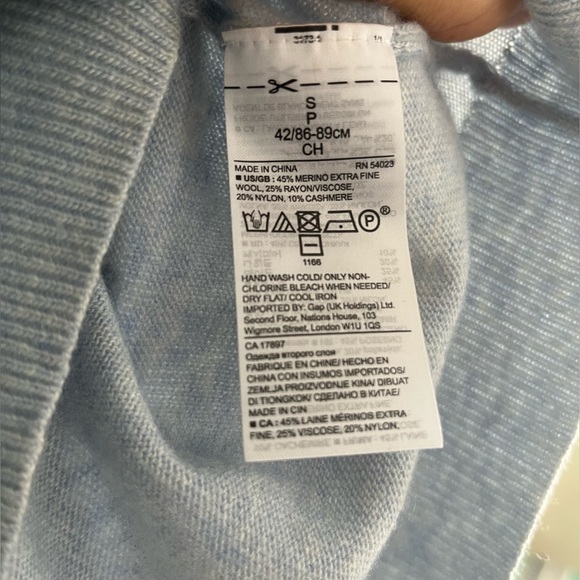 S
P
42/86-89CM
CH
MADE IN CHINA RN 54023
■ US/GB : 45% MERINO EXTRA FINE
WOOL, 25% RAYON/VISCOSE,
20% NYLON, 10% CASHMERE
P®
1166
HAND WASH COLD/ ONLY NON-
CHLORINE BLEACH WHEN NEEDED/
DRY FLAT/ COOL IRON
IMPORTED BY: Gap (UK Holdings) Ltd.
Second Floor, Nations House, 103
Wigmore Street, London W1U 1QS
CA 17897
Одежда второго слоя
FABRIQUÉ EN CHINE/ HECHO EN
CHINA CON INSUMOS IMPORTADOS/
ZEMLJA PROIZVODNJE KINA/ DIBUAT
DI TIONGKOK/ СДЕЛАНО В КИТАЕ/
MADE IN CIN
■ CA : 45% LAINE MÉRINOS EXTRA
FINE, 25% VISCOSE, 20% NYLON,